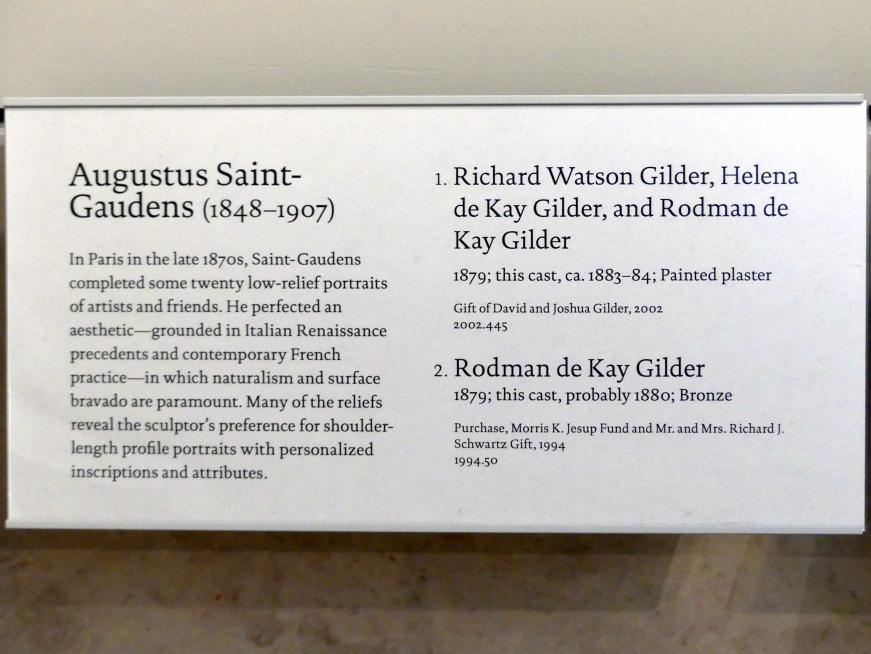 Augustus Saint-
Gaudens (1848–1907)
In Paris in the late 1870s, Saint-Gaudens
completed some twenty low-relief portraits
of artists and friends. He perfected an
aesthetic—grounded in Italian Renaissance
precedents and contemporary French
practice—in which naturalism and surface
bravado are paramount. Many of the reliefs
reveal the sculptor's preference for shoulder-
length profile portraits with personalized
inscriptions and attributes.
1. Richard Watson Gilder, Helena
de Kay Gilder, and Rodman de
Kay Gilder
1879; this cast, ca. 1883–84; Painted plaster
Gift of David and Joshua Gilder, 2002
2002.445
2. Rodman de Kay Gilder
1879; this cast, probably 1880; Bronze
Purchase, Morris K. Jesup Fund and Mr. and Mrs. Richard J.
Schwartz Gift, 1994
1994.50